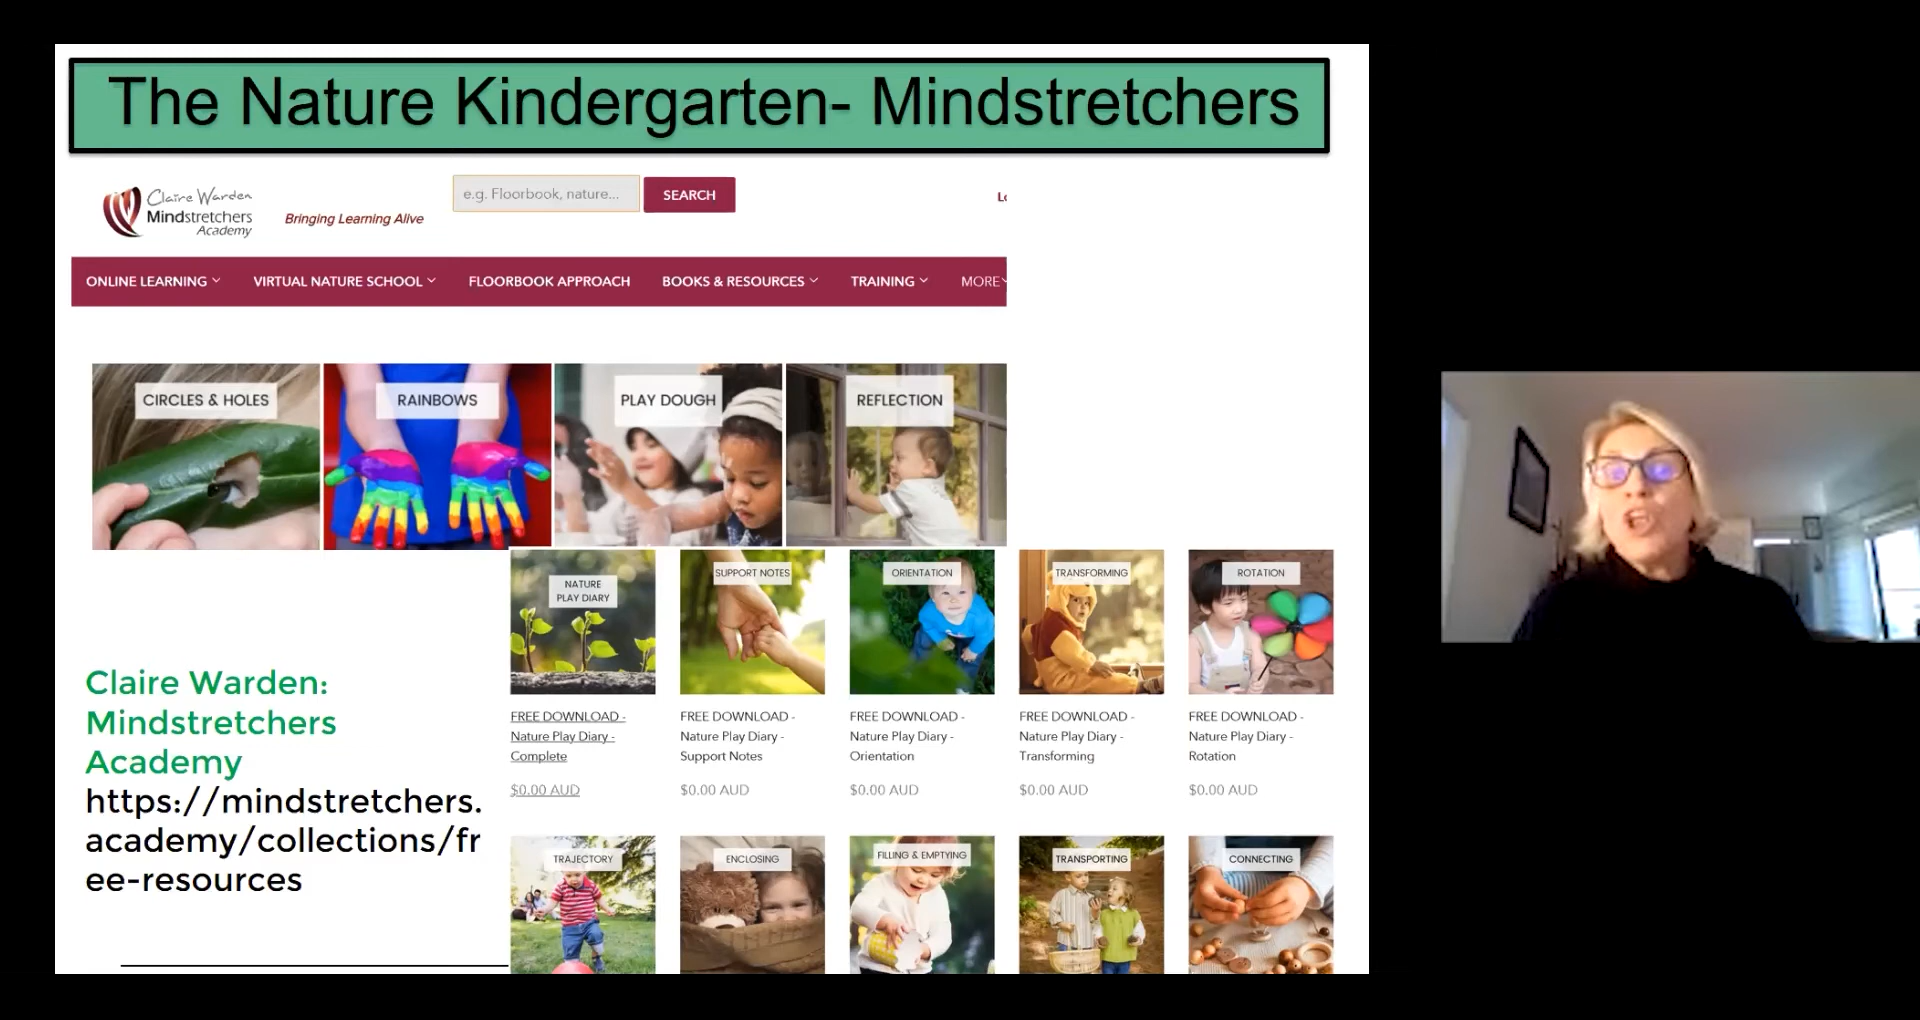 The Nature Kindergarten- Mindstretchers
Claire Warden
Mindstretchers
Academy
Bringing Learning Alive
e.g. Floorbook, nature...
SEARCH
ONLINE LEARNING
VIRTUAL NATURE SCHOOL
FLOORBOOK APPROACH
BOOKS & RESOURCES
TRAINING
MORE
CIRCLES & HOLES
RAINBOWS
PLAY DOUGH
REFLECTION
NATURE
PLAY DIARY
SUPPORT NOTES
ORIENTATION
TRANSFORMING
ROTATION
FREE DOWNLOAD -
Nature Play Diary -
Complete
$0.00 AUD
FREE DOWNLOAD -
Nature Play Diary -
Support Notes
$0.00 AUD
FREE DOWNLOAD -
Nature Play Diary -
Orientation
$0.00 AUD
FREE DOWNLOAD -
Nature Play Diary -
Transforming
$0.00 AUD
FREE DOWNLOAD -
Nature Play Diary -
Rotation
$0.00 AUD
Claire Warden:
Mindstretchers
Academy
https://mindstretchers.
academy/collections/fr
ee-resources
TRAJECTORY
ENCLOSING
FILLING & EMPTYING
TRANSPORTING
CONNECTING